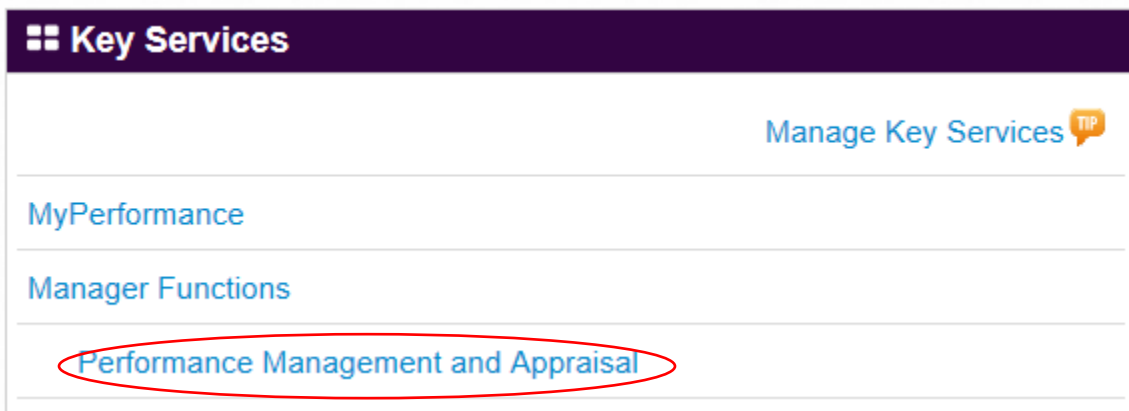 Key Services
Manage Key Services TIP
MyPerformance
Manager Functions
Performance Management and Appraisal